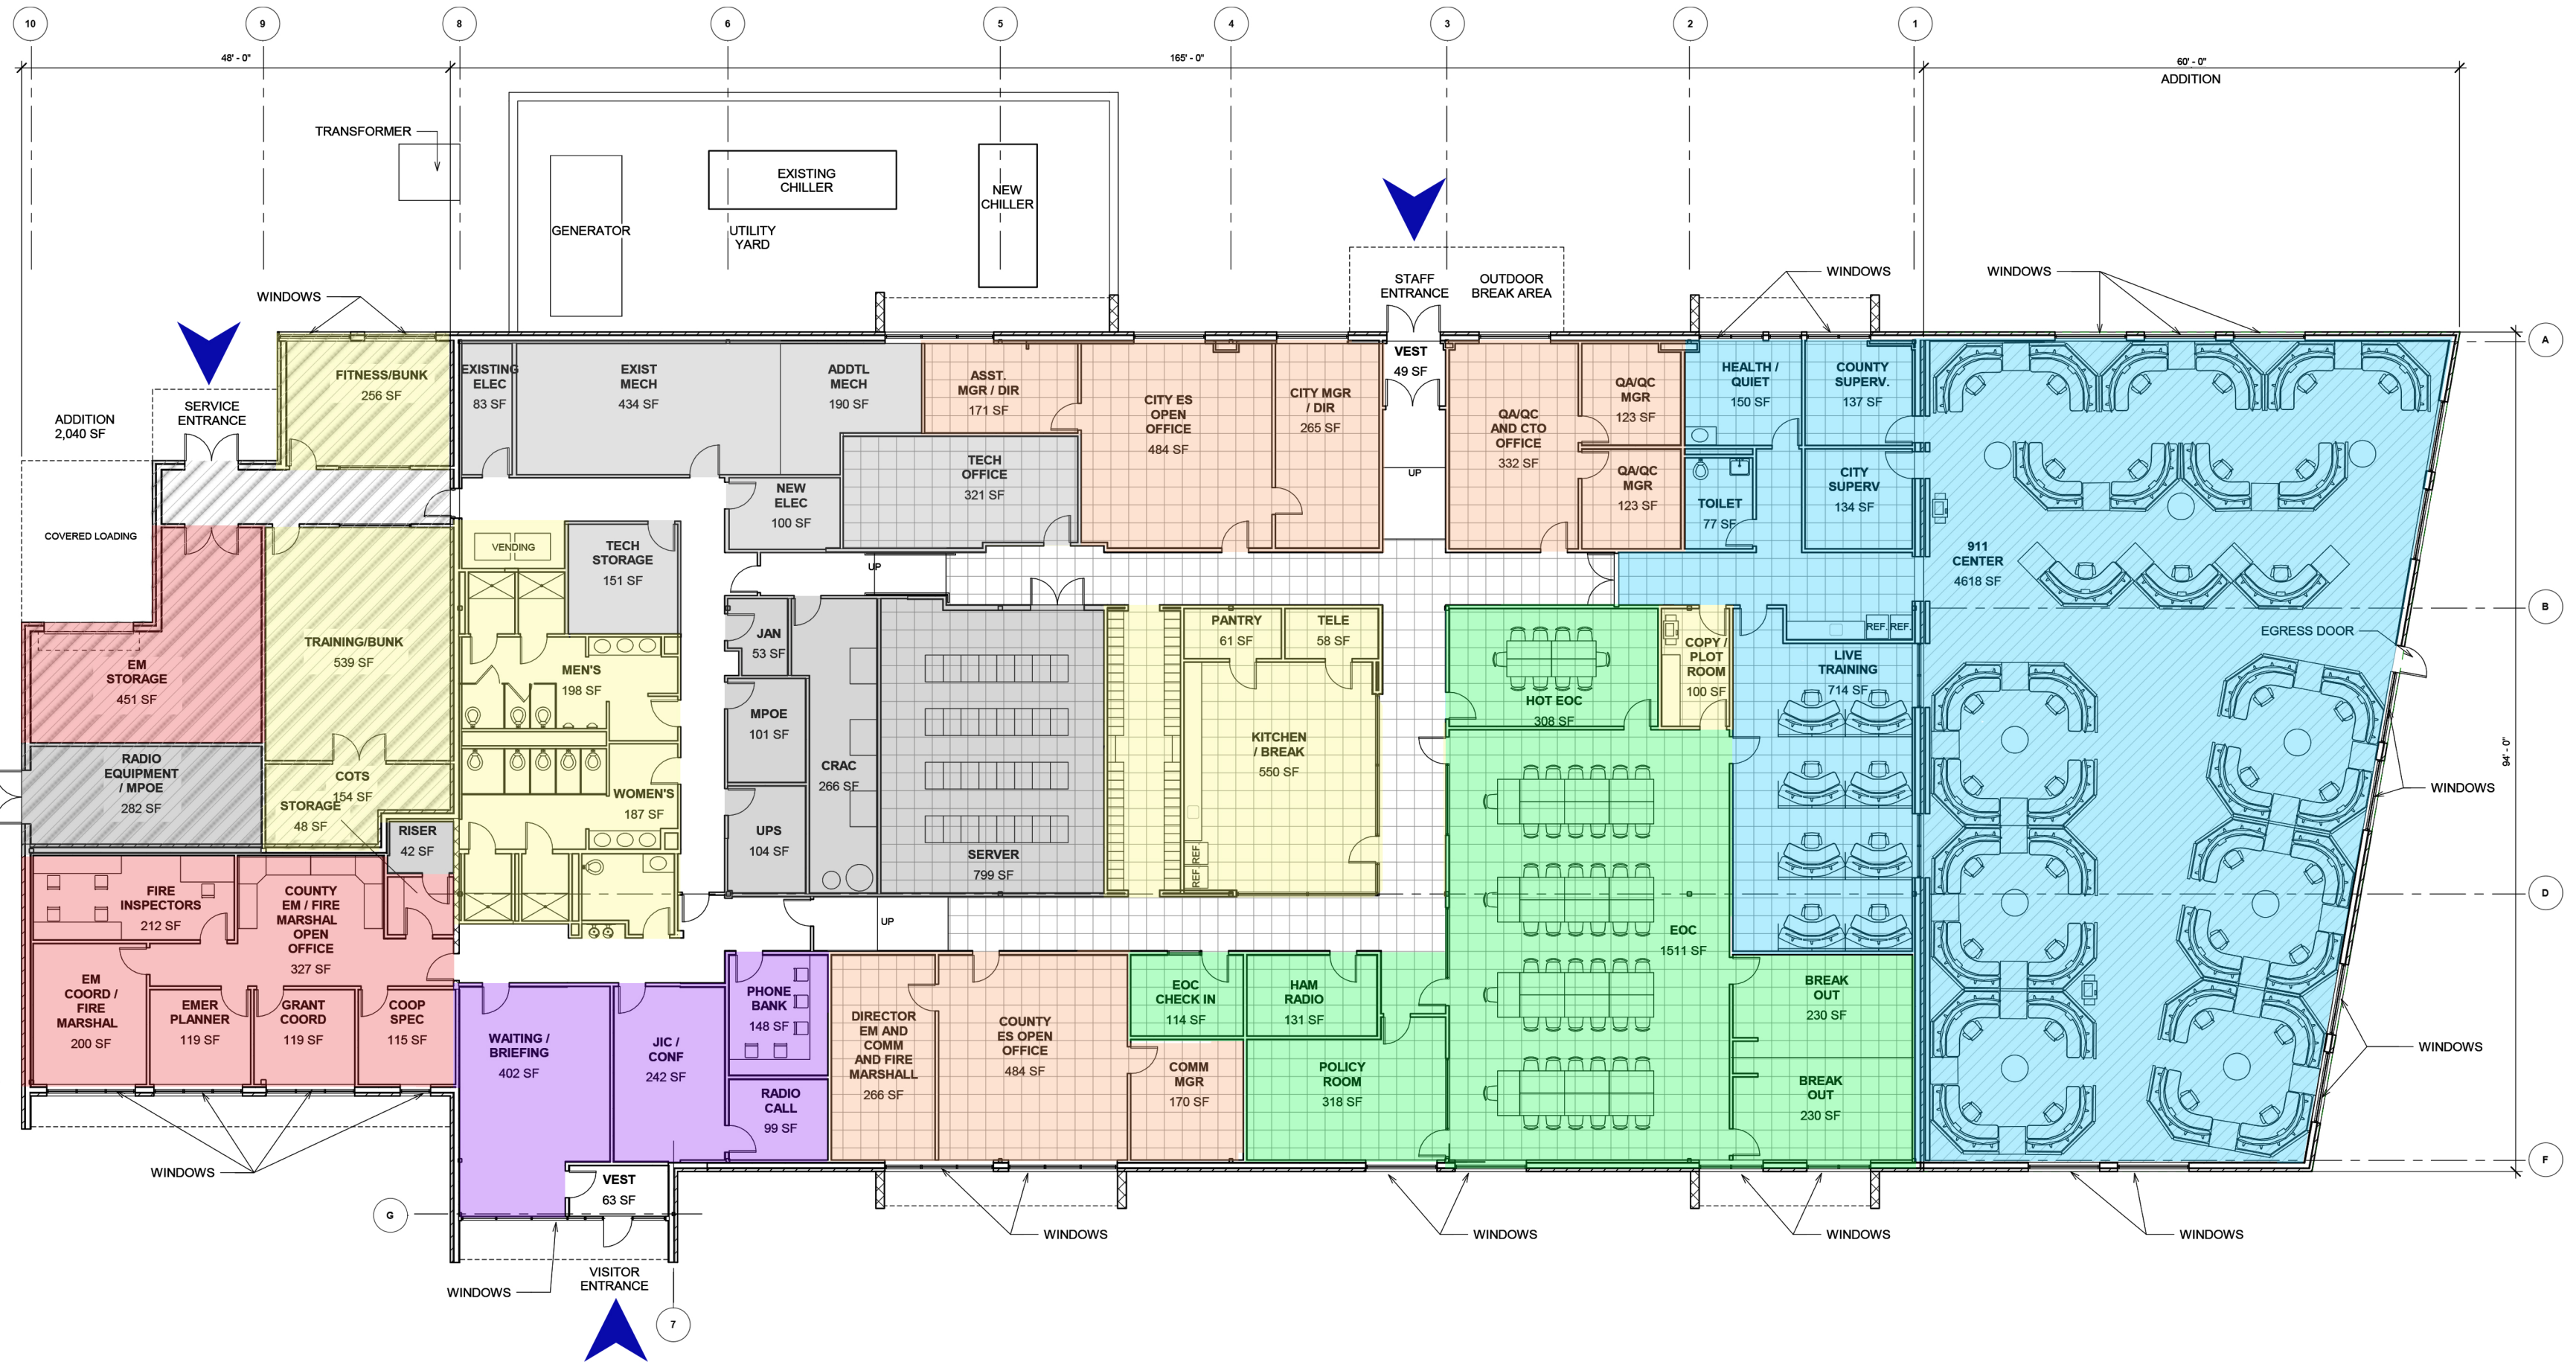 10
9
8
6
5
4
3
2
1
48' - 0"
165' - 0"
60' - 0"
ADDITION
TRANSFORMER
EXISTING
CHILLER
NEW
CHILLER
GENERATOR
UTILITY
YARD
WINDOWS
STAFF
ENTRANCE
OUTDOOR
BREAK AREA
WINDOWS
WINDOWS
A
ADDITION
2,040 SF
SERVICE
ENTRANCE
FITNESS/BUNK
256 SF
EXISTING
ELEC
83 SF
EXIST
MECH
434 SF
ADDTL
MECH
190 SF
ASST.
MGR / DIR
171 SF
CITY ES
OPEN
OFFICE
484 SF
CITY MGR
/ DIR
265 SF
VEST
49 SF
UP
QA/QC
AND CTO
OFFICE
332 SF
QA/QC
MGR
123 SF
QA/QC
MGR
123 SF
HEALTH /
QUIET
150 SF
COUNTY
SUPERV.
137 SF
TOILET
77 SF
CITY
SUPERV
134 SF
911
CENTER
4618 SF
COVERED LOADING
NEW
ELEC
100 SF
TECH
OFFICE
321 SF
VENDING
TECH
STORAGE
151 SF
UP
B
EGRESS DOOR
EM
STORAGE
451 SF
TRAINING/BUNK
539 SF
MEN'S
198 SF
JAN
53 SF
MPOE
101 SF
CRAC
266 SF
UPS
104 SF
SERVER
799 SF
PANTRY
61 SF
TELE
58 SF
KITCHEN
/ BREAK
550 SF
REF.
REF.
HOT EOC
308 SF
COPY /
PLOT
ROOM
100 SF
REF.
REF.
LIVE
TRAINING
714 SF
94' - 0"
WINDOWS
RADIO
EQUIPMENT
/ MPOE
282 SF
COTS
154 SF
STORAGE
48 SF
RISER
42 SF
WOMEN'S
187 SF
D
FIRE
INSPECTORS
212 SF
COUNTY
EM / FIRE
MARSHAL
OPEN
OFFICE
327 SF
UP
EOC
1511 SF
EM
COORD /
FIRE
MARSHAL
200 SF
EMER
PLANNER
119 SF
GRANT
COORD
119 SF
COOP
SPEC
115 SF
WAITING /
BRIEFING
402 SF
JIC /
CONF
242 SF
PHONE
BANK
148 SF
RADIO
CALL
99 SF
DIRECTOR
EM AND
COMM
AND FIRE
MARSHALL
266 SF
COUNTY
ES OPEN
OFFICE
484 SF
EOC
CHECK IN
114 SF
HAM
RADIO
131 SF
COMM
MGR
170 SF
POLICY
ROOM
318 SF
BREAK
OUT
230 SF
BREAK
OUT
230 SF
WINDOWS
F
WINDOWS
VEST
63 SF
G
WINDOWS
WINDOWS
WINDOWS
WINDOWS
WINDOWS
VISITOR
ENTRANCE
7